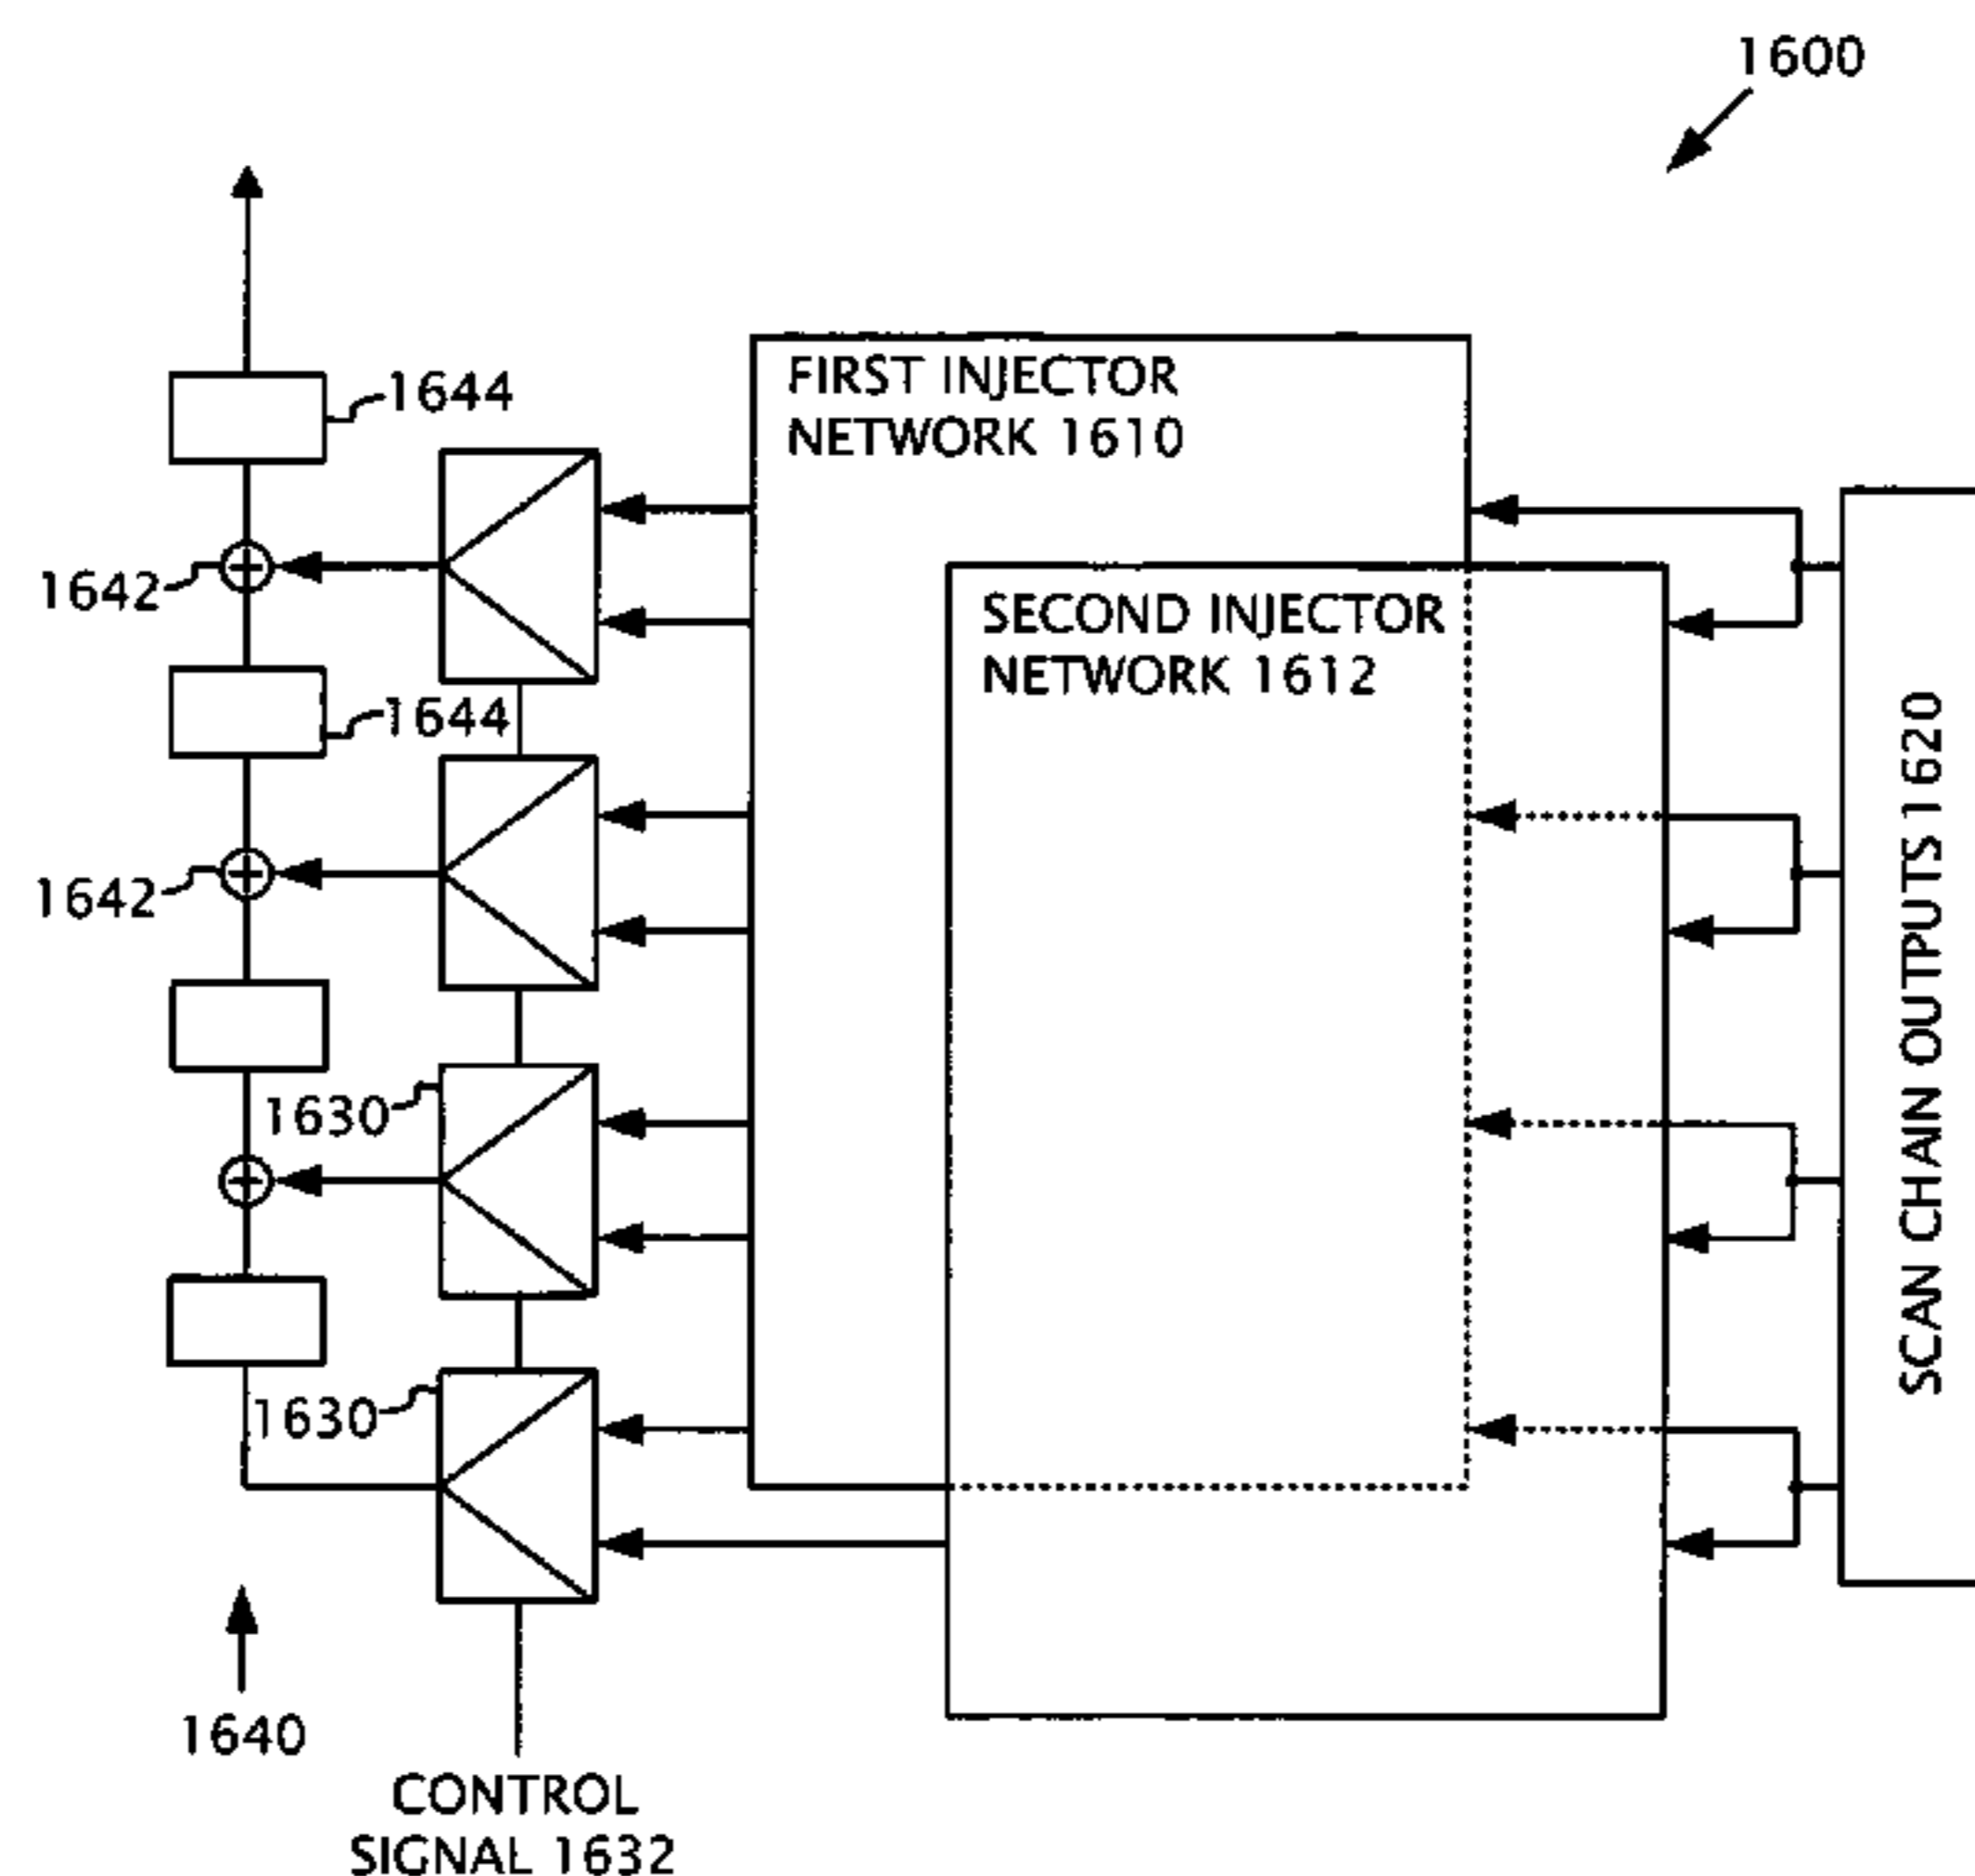 1600
FIRST INJECTOR
NETWORK 1610
1644
1642
SECOND INJECTOR
NETWORK 1612
1644
1642
SCAN CHAIN OUTPUTS 1620
1630
1630
1640
CONTROL
SIGNAL 1632